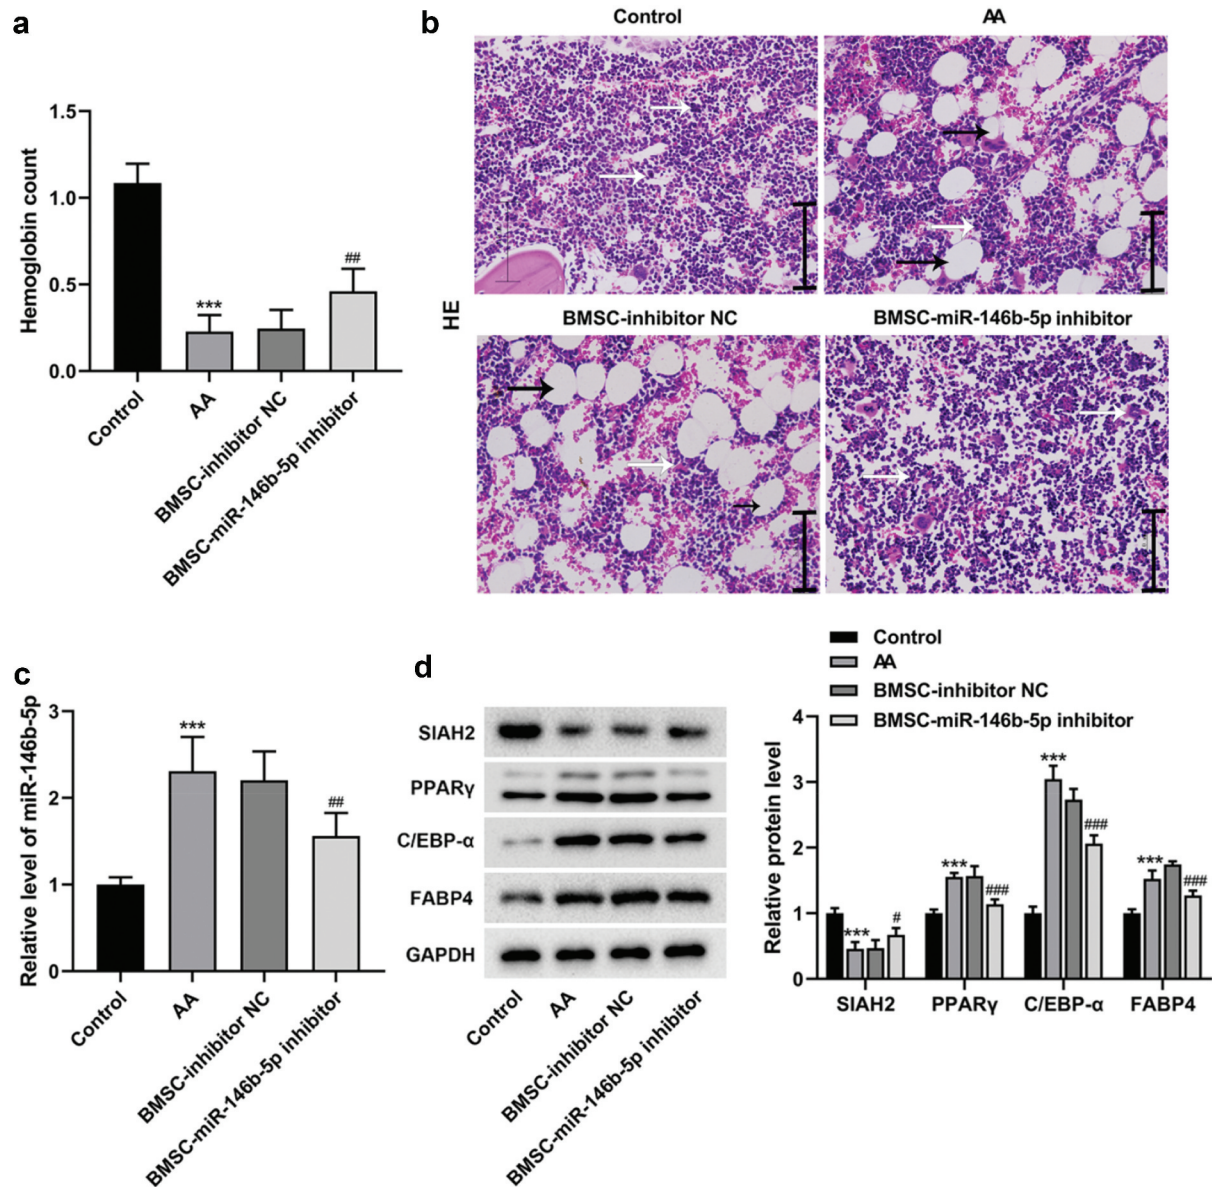 a
Hemoglobin count
1.5
1.0
0.5
0.0
***
##
Control
AA
BMSC-inhibitor NC
BMSC-miR-146b-5p inhibitor
b
Control
AA
HE
BMSC-inhibitor NC
BMSC-miR-146b-5p inhibitor
c
Relative level of miR-146b-5p
3
2
1
0
***
##
Control
AA
BMSC-inhibitor NC
BMSC-miR-146b-5p inhibitor
d
SIAH2
PPARγ
C/EBP-α
FABP4
GAPDH
Control
AA
BMSC-inhibitor NC
BMSC-miR-146b-5p inhibitor
Control
AA
BMSC-inhibitor NC
BMSC-miR-146b-5p inhibitor
Relative protein level
4
3
2
1
0
***
#
***
###
***
###
***
###
SIAH2
PPARγ
C/EBP-α
FABP4